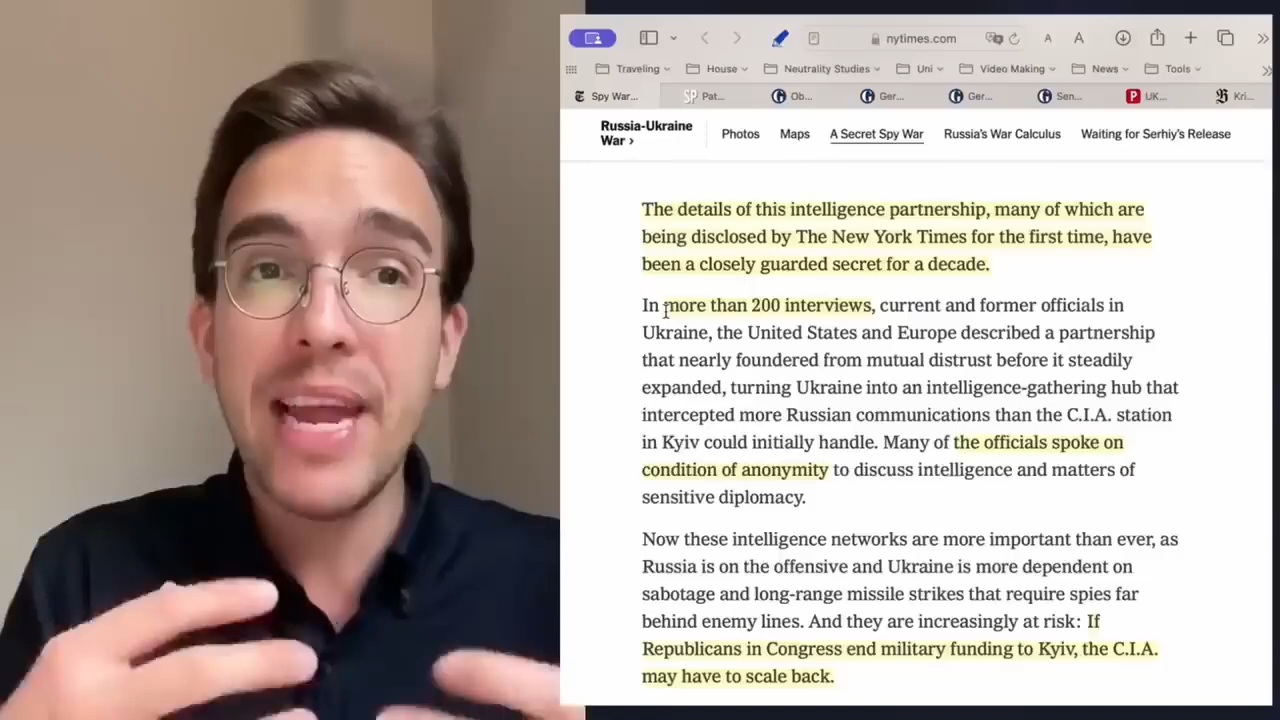 nytimes.com
A A
Traveling House Neutrality Studies Uni Video Making News Tools
Spy War... SP Pat... Ob... Ger... Ger... Sen... P UK... Kri...
Russia-Ukraine
War ›
Photos Maps A Secret Spy War Russia's War Calculus Waiting for Serhiy's Release
The details of this intelligence partnership, many of which are
being disclosed by The New York Times for the first time, have
been a closely guarded secret for a decade.
In more than 200 interviews, current and former officials in
Ukraine, the United States and Europe described a partnership
that nearly foundered from mutual distrust before it steadily
expanded, turning Ukraine into an intelligence-gathering hub that
intercepted more Russian communications than the C.I.A. station
in Kyiv could initially handle. Many of the officials spoke on
condition of anonymity to discuss intelligence and matters of
sensitive diplomacy.
Now these intelligence networks are more important than ever, as
Russia is on the offensive and Ukraine is more dependent on
sabotage and long-range missile strikes that require spies far
behind enemy lines. And they are increasingly at risk: If
Republicans in Congress end military funding to Kyiv, the C.I.A.
may have to scale back.